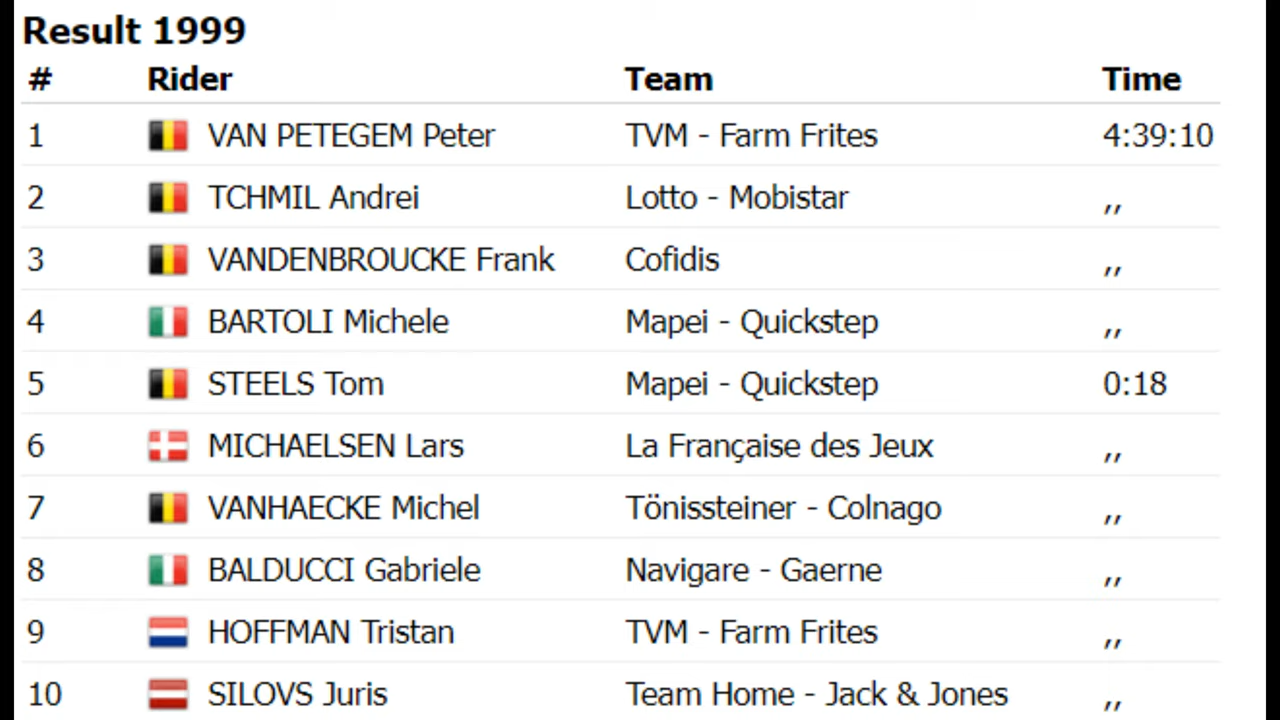 Result 1999
# Rider Team Time
1 VAN PETEGEM Peter TVM - Farm Frites 4:39:10
2 TCHMIL Andrei Lotto - Mobistar ,,
3 VANDENBROUCKE Frank Cofidis ,,
4 BARTOLI Michele Mapei - Quickstep ,,
5 STEELS Tom Mapei - Quickstep 0:18
6 MICHAELSEN Lars La Française des Jeux ,,
7 VANHAECKE Michel Tönissteiner - Colnago ,,
8 BALDUCCI Gabriele Navigare - Gaerne ,,
9 HOFFMAN Tristan TVM - Farm Frites ,,
10 SILOVS Juris Team Home - Jack & Jones ,,